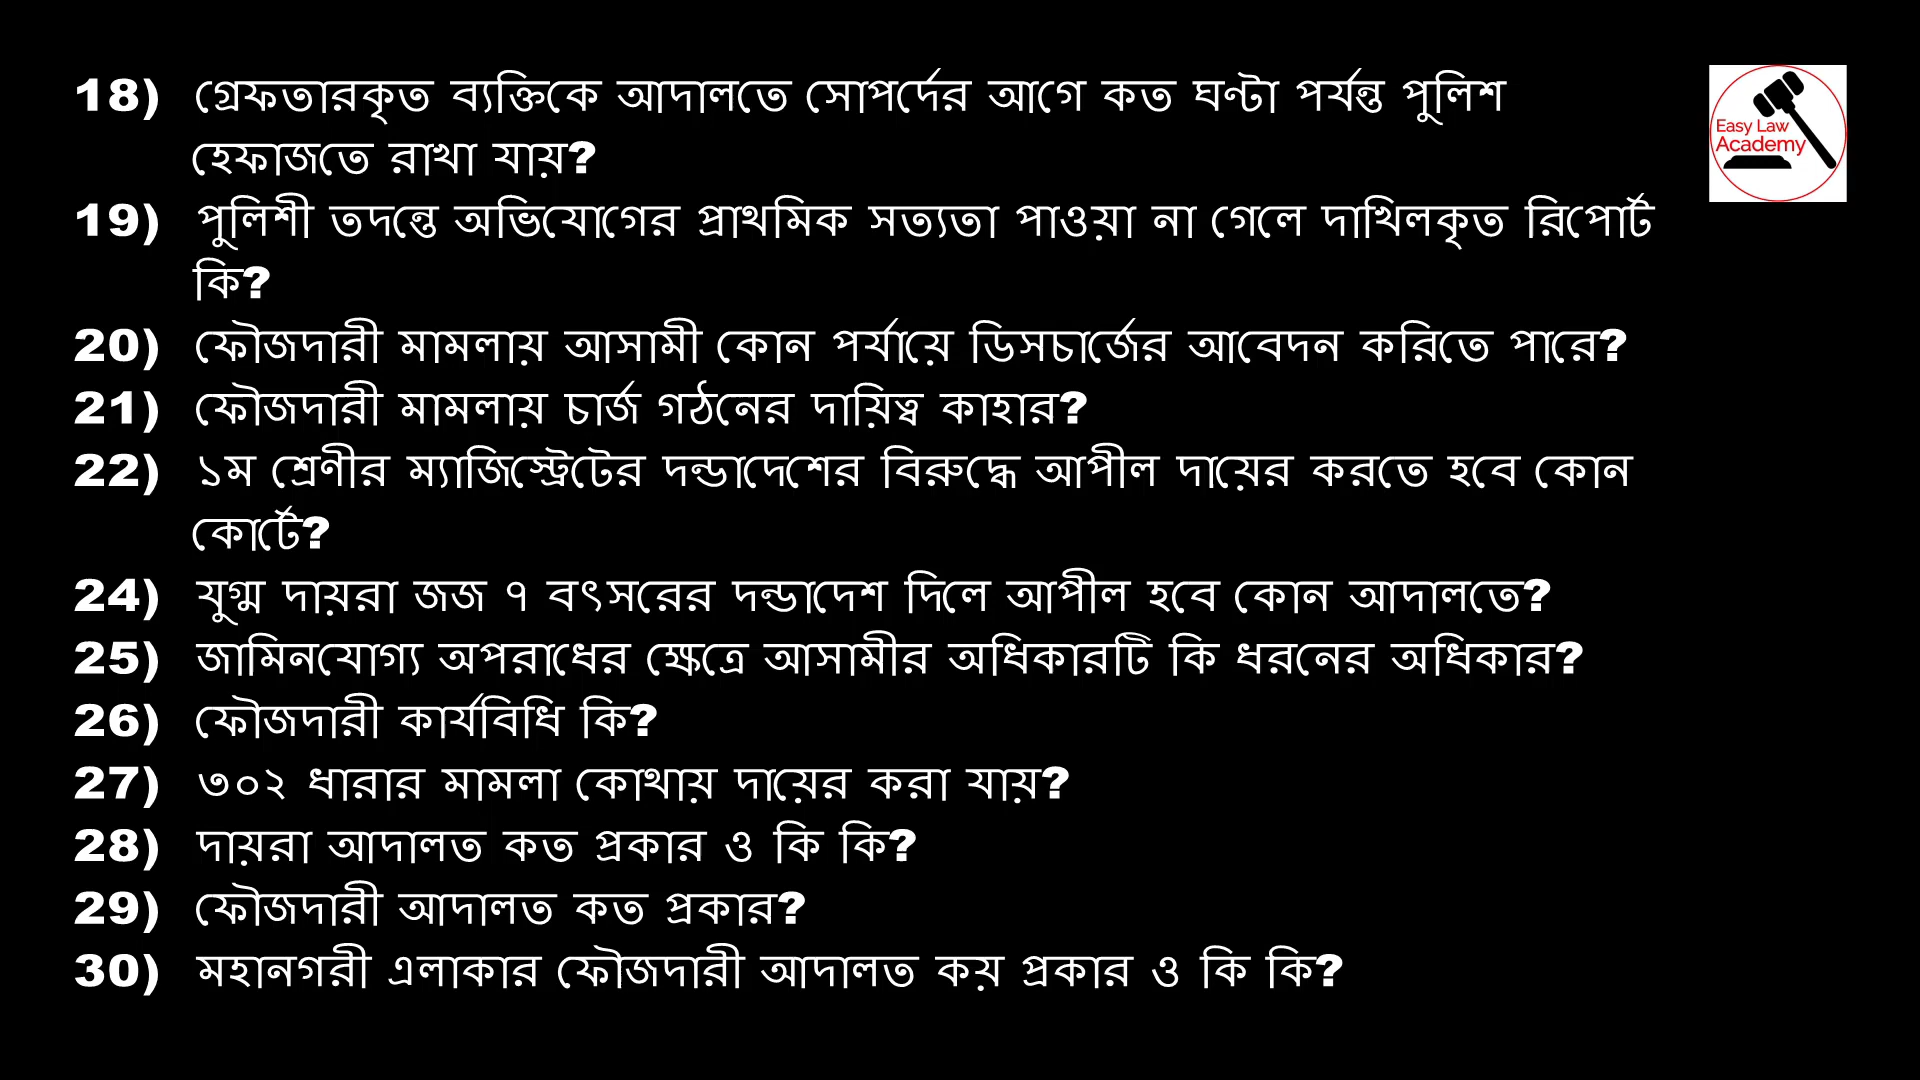 18) গ্রেফতারকৃত ব্যক্তিকে আদালতে সোপর্দের আগে কত ঘণ্টা পর্যন্ত পুলিশ
হেফাজতে রাখা যায়?
19) পুলিশী তদন্তে অভিযোগের প্রাথমিক সত্যতা পাওয়া না গেলে দাখিলকৃত রিপোর্ট
কি?
20) ফৌজদারী মামলায় আসামী কোন পর্যায়ে ডিসচার্জের আবেদন করিতে পারে?
21) ফৌজদারী মামলায় চার্জ গঠনের দায়িত্ব কাহার?
22) ১ম শ্রেণীর ম্যাজিস্ট্রেটের দন্ডাদেশের বিরুদ্ধে আপীল দায়ের করতে হবে কোন
কোর্টে?
24) যুগ্ম দায়রা জজ ৭ বৎসরের দন্ডাদেশ দিলে আপীল হবে কোন আদালতে?
25) জামিনযোগ্য অপরাধের ক্ষেত্রে আসামীর অধিকারটি কি ধরনের অধিকার?
26) ফৌজদারী কার্যবিধি কি?
27) ৩০২ ধারার মামলা কোথায় দায়ের করা যায়?
28) দায়রা আদালত কত প্রকার ও কি কি?
29) ফৌজদারী আদালত কত প্রকার?
30) মহানগরী এলাকার ফৌজদারী আদালত কয় প্রকার ও কি কি?
Easy Law
Academy